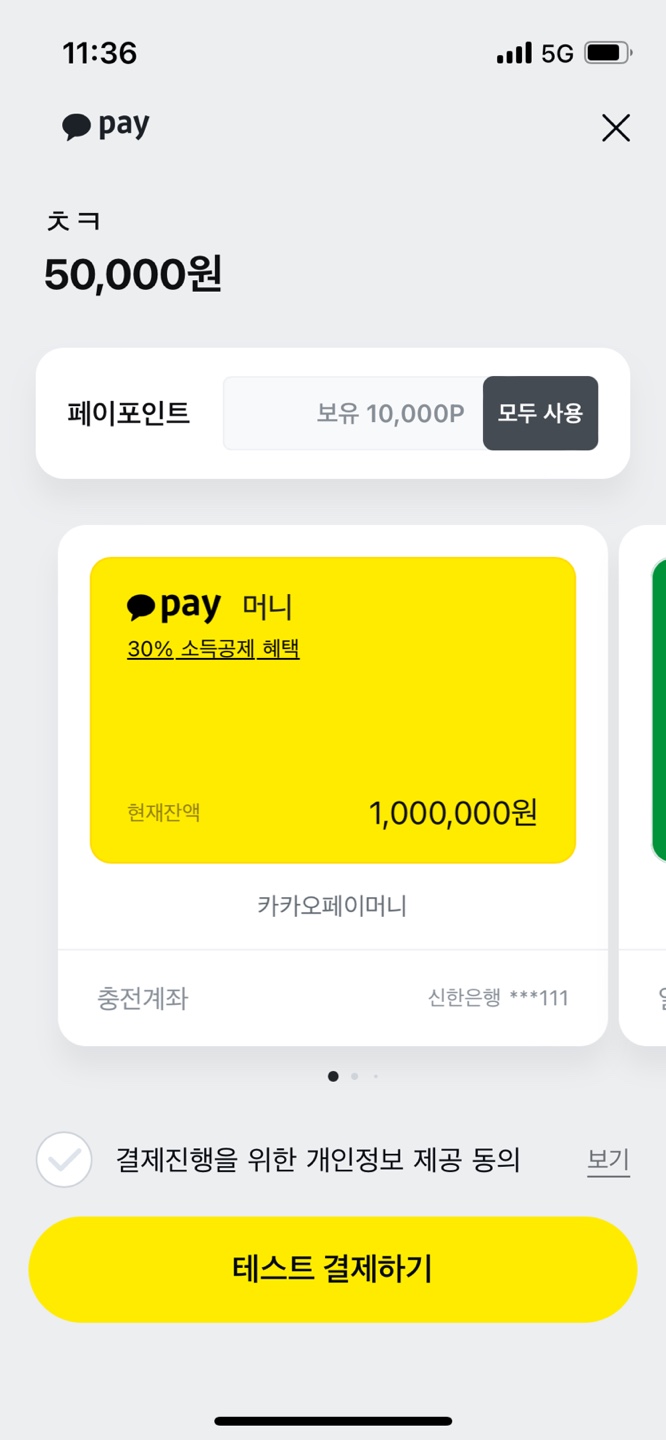 11:36 5G
pay
ㅊㅋ
50,000원
페이포인트 보유 10,000P 모두 사용
pay 머니
30% 소득공제 혜택
현재잔액 1,000,000원
카카오페이머니
충전계좌 신한은행 ***111
결제진행을 위한 개인정보 제공 동의 보기
테스트 결제하기